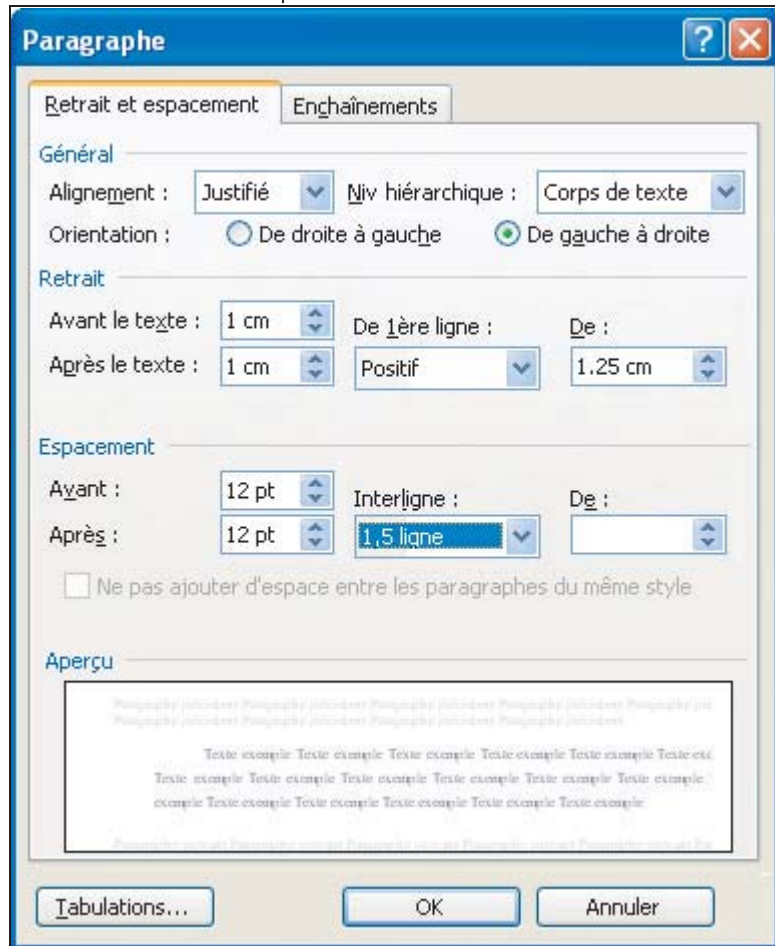 Paragraphe
Retrait et espacement Enchaînements
Général
Alignement : Justifié Niv hiérarchique : Corps de texte
Orientation : De droite à gauche De gauche à droite
Retrait
Avant le texte : 1 cm De 1ère ligne : De :
Après le texte : 1 cm Positif 1.25 cm
Espacement
Avant : 12 pt Interligne : De :
Après : 12 pt 1,5 ligne
Ne pas ajouter d'espace entre les paragraphes du même style
Aperçu
Texte exemple Texte exemple Texte exemple Texte exemple Texte exemple Texte exe
Texte exemple Texte exemple Texte exemple Texte exemple Texte exemple Texte exemple
exemple Texte exemple Texte exemple Texte exemple Texte exemple Texte exemple
Tabulations... OK Annuler